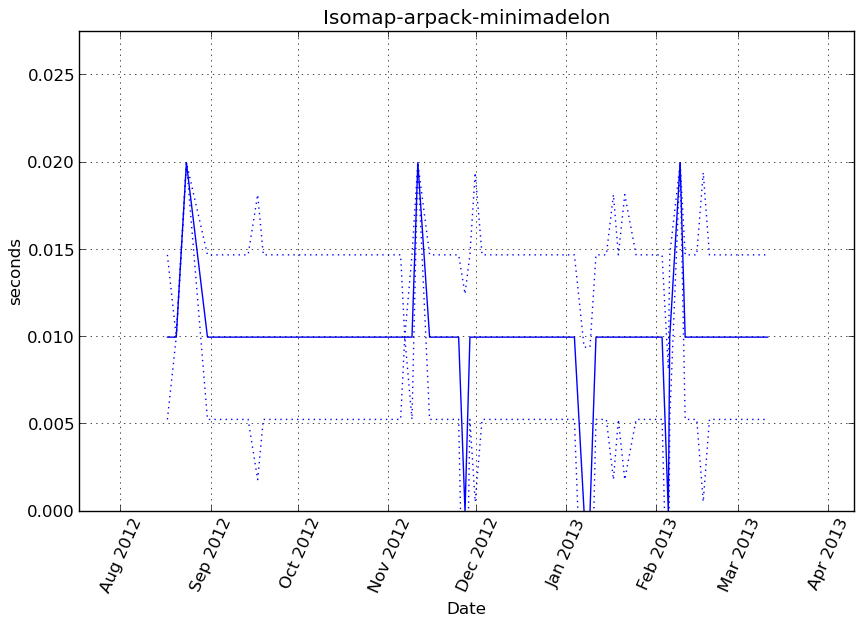 Isomap-arpack-minimadelon
0.025
0.020
0.015
0.010
0.005
0.000
seconds
Aug 2012
Sep 2012
Oct 2012
Nov 2012
Dec 2012
Jan 2013
Feb 2013
Mar 2013
Apr 2013
Date